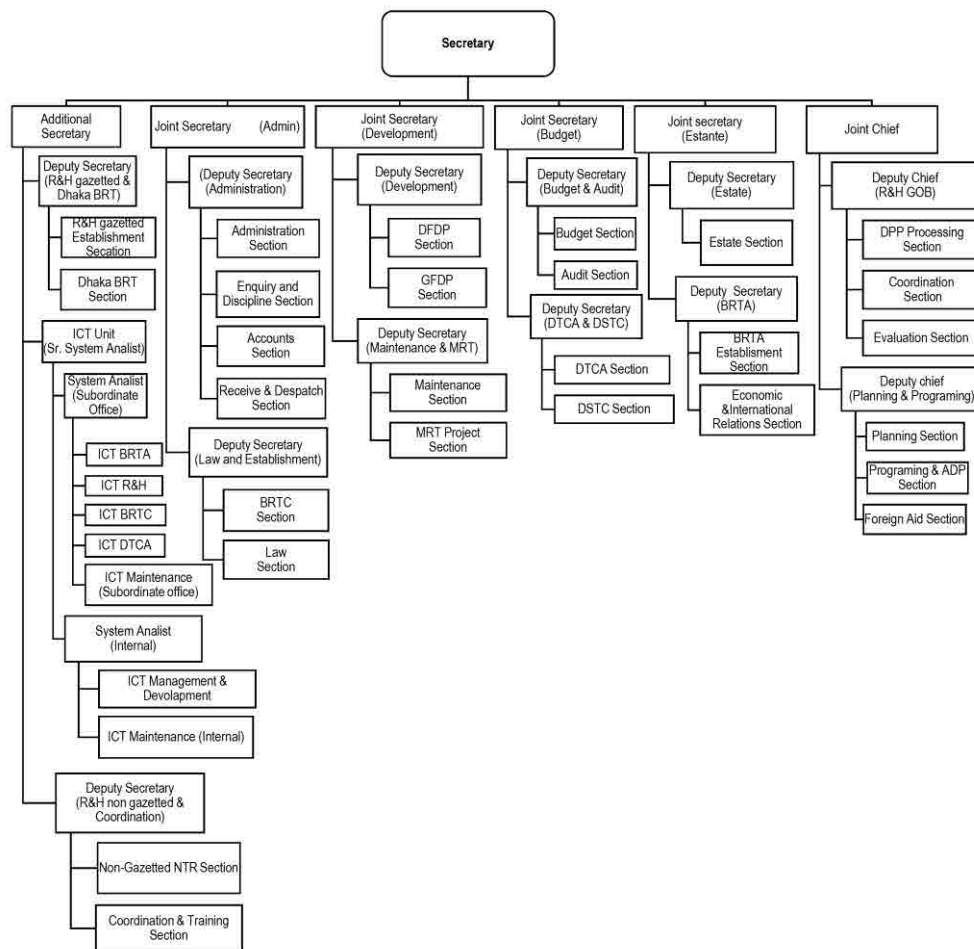 Secretary
Additional
Secretary
Deputy Secretary
(R&H gazetted &
Dhaka BRT)
R&H gazetted
Establishment
Secation
Dhaka BRT
Section
ICT Unit
(Sr. System Analist)
System Analist
(Subordinate
Office)
ICT BRTA
ICT R&H
ICT BRTC
ICT DTCA
ICT Maintenance
(Subordinate office)
System Analist
(Internal)
ICT Management &
Devolapment
ICT Maintenance (Internal)
Deputy Secretary
(R&H non gazetted &
Coordination)
Non-Gazetted NTR Section
Coordination & Training
Section
Joint Secretary (Admin)
(Deputy Secretary
(Administration)
Administration
Section
Enquiry and
Discipline Section
Accounts
Section
Receive & Despatch
Section
Deputy Secretary
(Law and Establishment)
BRTC
Section
Law
Section
Joint Secretary
(Development)
Deputy Secretary
(Development)
DFDP
Section
GFDP
Section
Deputy Secretary
(Maintenance & MRT)
Maintenance
Section
MRT Project
Section
Joint Secretary
(Budget)
Deputy Secretary
(Budget & Audit)
Budget Section
Audit Section
Deputy Secretary
(DTCA & DSTC)
DTCA Section
DSTC Section
Joint secretary
(Estante)
Deputy Secretary
(Estate)
Estate Section
Deputy Secretary
(BRTA)
BRTA
Establisment
Section
Economic
&International
Relations Section
Joint Chief
Deputy Chief
(R&H GOB)
DPP Processing
Section
Coordination
Section
Evaluation Section
Deputy chief
(Planning & Programing)
Planning Section
Programing & ADP
Section
Foreign Aid Section